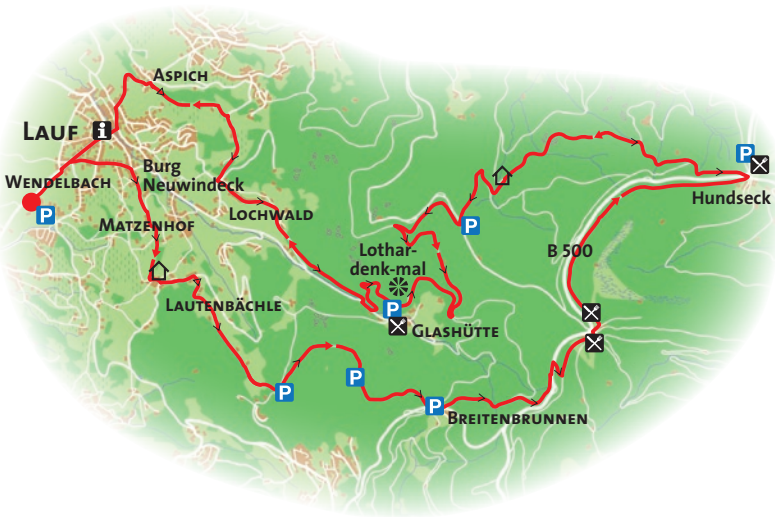 ASPICH
LAUF
i
WENDELBACH
P
Burg
Neuwindeck
MATZENHOF
LOCHWALD
LAUTENBÄCHLE
Lothar-
denk-mal
P
GLASHÜTTE
P
P
Hundseck
B 500
P
P
P
BREITENBRUNNEN